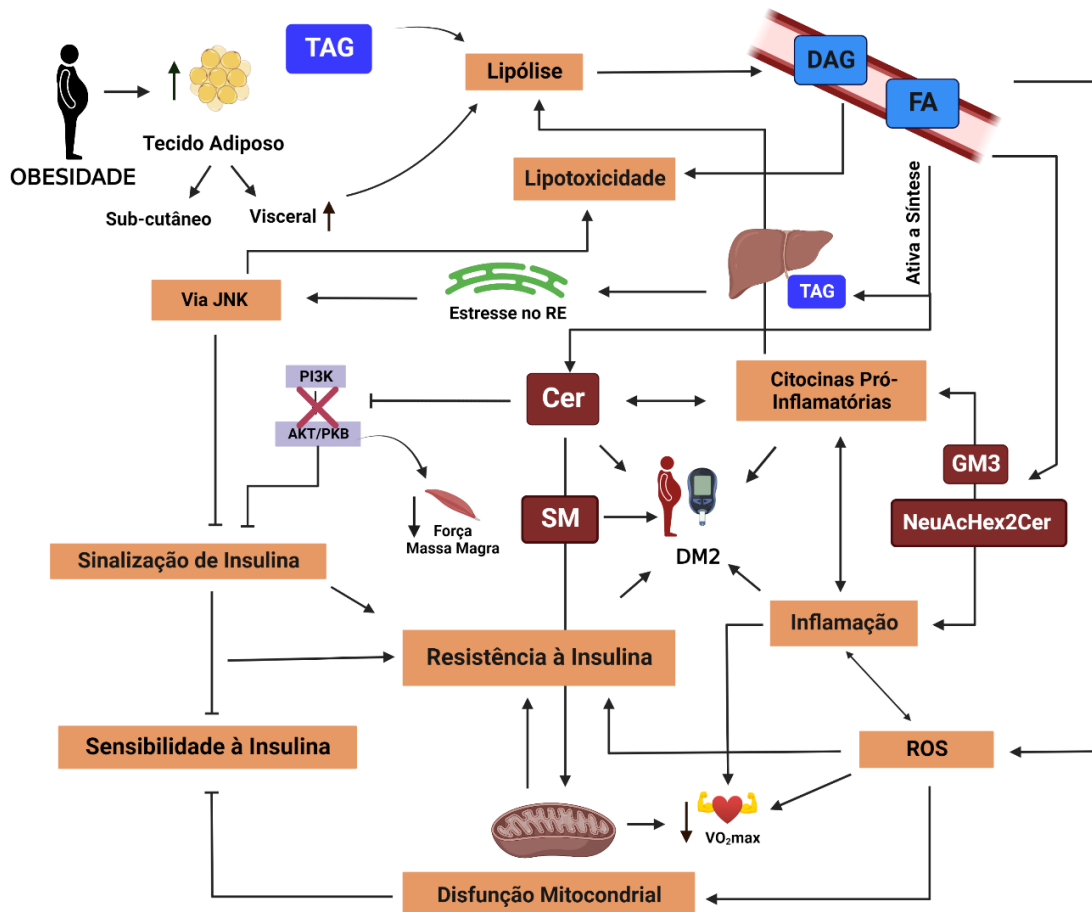 TAG
Lipólise
DAG
FA
Tecido Adiposo
OBESIDADE
Lipotoxicidade
Sub-cutâneo
Visceral
Ativa a Síntese
Via JNK
Estresse no RE
TAG
PI3K
AKT/PKB
Cer
Citocinas Pró-
Inflamatórias
GM3
NeuAcHex2Cer
SM
Força
Massa Magra
DM2
Sinalização de Insulina
Inflamação
Resistência à Insulina
Sensibilidade à Insulina
ROS
VO₂max
Disfunção Mitocondrial